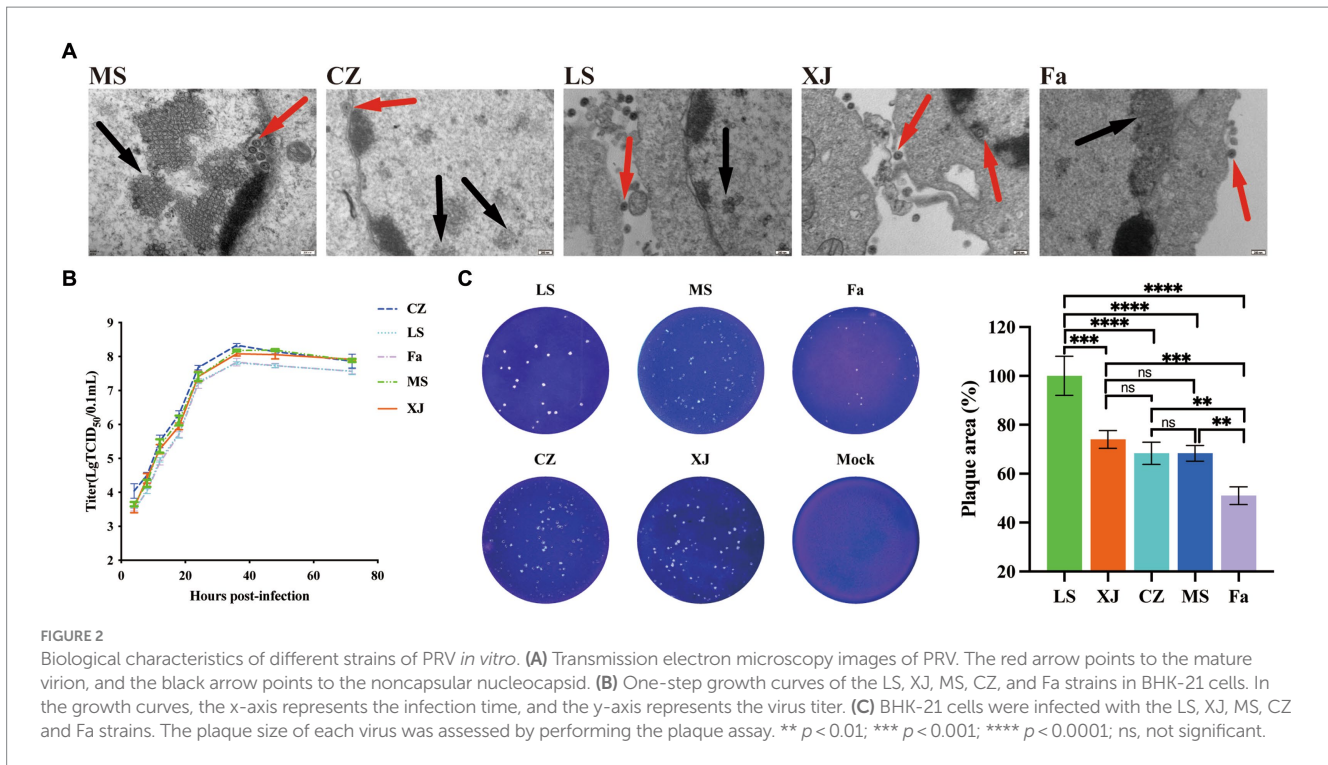 A
MS
CZ
LS
XJ
Fa
B
CZ
LS
Fa
MS
XJ
Titer(LgTCID50/0.1mL)
9
8
7
6
5
4
3
2
0
20
40
60
80
Hours post-infection
C
LS
MS
Fa
CZ
XJ
Mock
Plaque area (%)
120
100
80
60
40
20
****
****
****
***
***
ns
ns
**
ns
**
LS
XJ
CZ
MS
Fa
FIGURE 2
Biological characteristics of different strains of PRV in vitro. (A) Transmission electron microscopy images of PRV. The red arrow points to the mature
virion, and the black arrow points to the noncapsular nucleocapsid. (B) One-step growth curves of the LS, XJ, MS, CZ, and Fa strains in BHK-21 cells. In
the growth curves, the x-axis represents the infection time, and the y-axis represents the virus titer. (C) BHK-21 cells were infected with the LS, XJ, MS, CZ
and Fa strains. The plaque size of each virus was assessed by performing the plaque assay. ** p < 0.01; *** p < 0.001; **** p < 0.0001; ns, not significant.